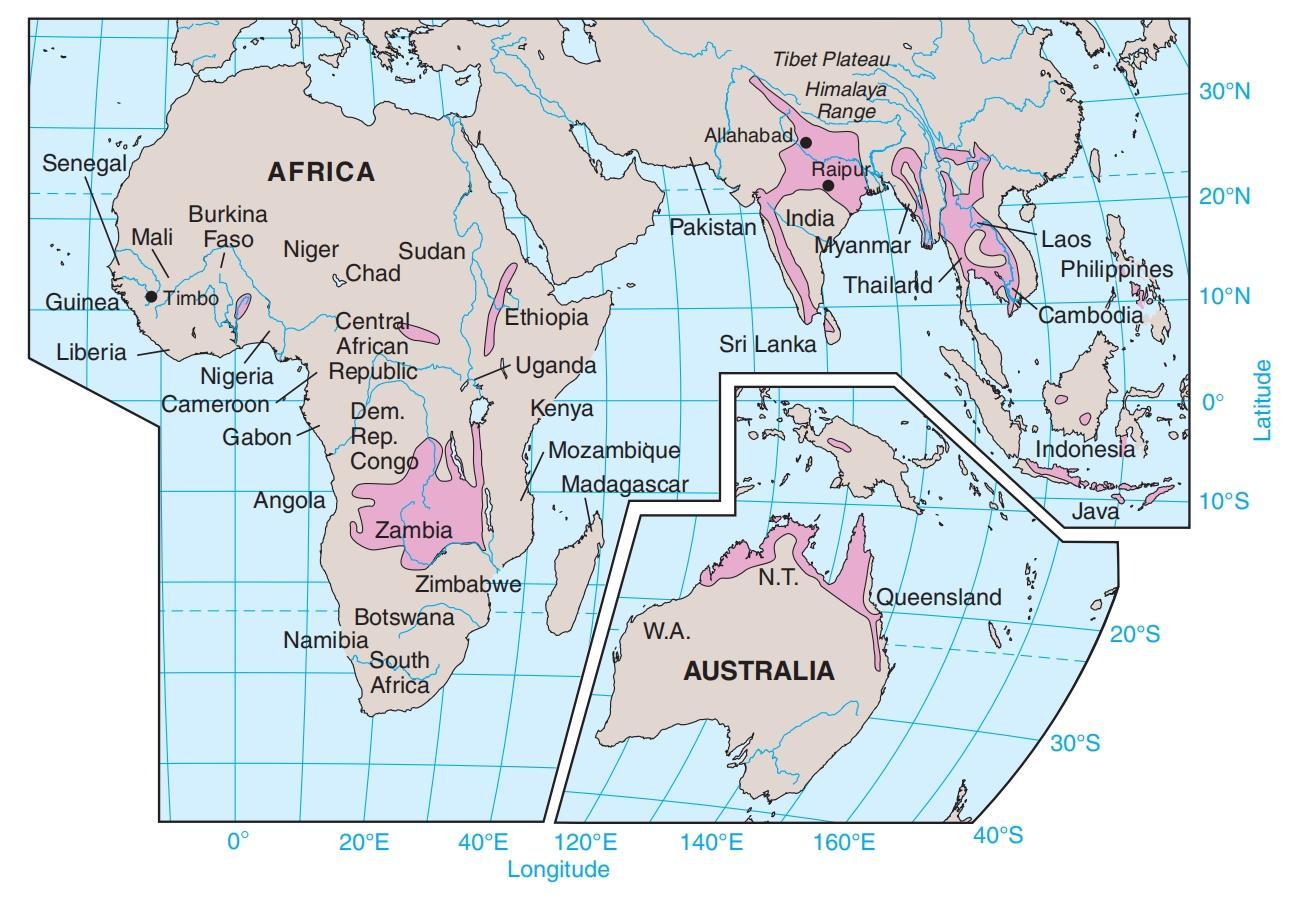 Tibet Plateau
Himalaya
Range
30°N
Allahabad
Senegal
AFRICA
Raipur
20°N
Burkina
Faso
India
Pakistan
Mali
Niger
Sudan
Myanmar
Laos
Chad
Philippines
Thailand
Timbo
10°N
Guinea
Ethiopia
Cambodia
Central
African
Republic
Sri Lanka
Liberia
Uganda
Nigeria
Cameroon
0°
Latitude
Kenya
Dem.
Rep.
Congo
Gabon
Mozambique
Indonesia
Madagascar
Angola
10°S
Java
Zambia
Zimbabwe
N.T.
Queensland
Botswana
W.A.
20°S
Namibia
South
Africa
AUSTRALIA
30°S
40°S
0°
20°E
40°E
120°E
140°E
160°E
Longitude